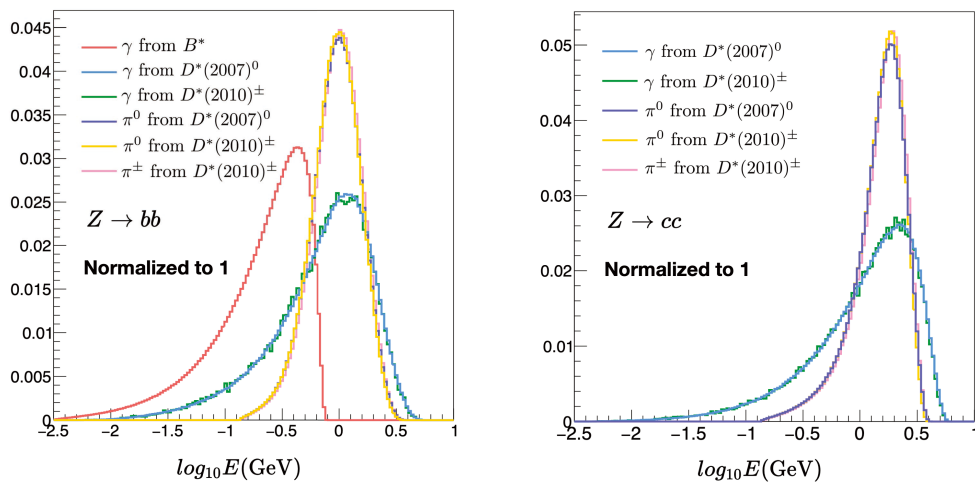 0.045
0.04
0.035
0.03
0.025
0.02
0.015
0.01
0.005
0
γ from B*
γ from D*(2007)⁰
γ from D*(2010)±
π⁰ from D*(2007)⁰
π⁰ from D*(2010)±
π± from D*(2010)±
Z → bb
Normalized to 1
−2.5 −2 −1.5 −1 −0.5 0 0.5 1
log₁₀E(GeV)
0.05
0.04
0.03
0.02
0.01
0
γ from D*(2007)⁰
γ from D*(2010)±
π⁰ from D*(2007)⁰
π⁰ from D*(2010)±
π± from D*(2010)±
Z → cc
Normalized to 1
−2.5 −2 −1.5 −1 −0.5 0 0.5 1
log₁₀E(GeV)